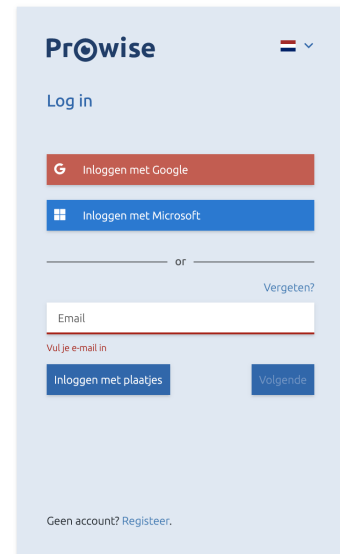 Prowise
Log in
Inloggen met Google
Inloggen met Microsoft
or
Vergeten?
Email
Vul je e-mail in
Inloggen met plaatjes
Volgende
Geen account? Registeer.